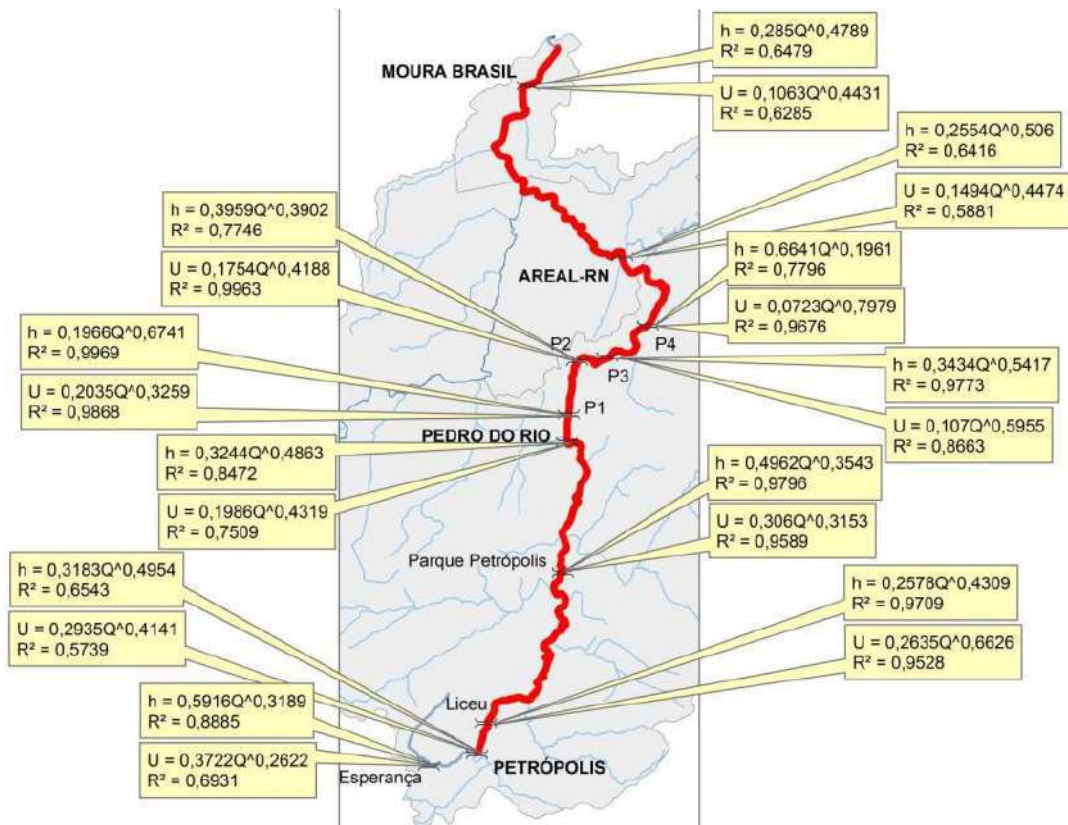 h = 0,285Q^0,4789
R² = 0,6479
MOURA BRASIL
U = 0,1063Q^0,4431
R² = 0,6285
h = 0,2554Q^0,506
R² = 0,6416
U = 0,1494Q^0,4474
R² = 0,5881
h = 0,3959Q^0,3902
R² = 0,7746
h = 0,6641Q^0,1961
R² = 0,7796
U = 0,1754Q^0,4188
R² = 0,9963
AREAL-RN
U = 0,0723Q^0,7979
R² = 0,9676
h = 0,1966Q^0,6741
R² = 0,9969
P2
P4
P3
h = 0,3434Q^0,5417
R² = 0,9773
U = 0,2035Q^0,3259
R² = 0,9868
P1
U = 0,107Q^0,5955
R² = 0,8663
PEDRO DO RIO
h = 0,3244Q^0,4863
R² = 0,8472
h = 0,4962Q^0,3543
R² = 0,9796
U = 0,1986Q^0,4319
R² = 0,7509
U = 0,306Q^0,3153
R² = 0,9589
Parque Petrópolis
h = 0,3183Q^0,4954
R² = 0,6543
h = 0,2578Q^0,4309
R² = 0,9709
U = 0,2935Q^0,4141
R² = 0,5739
U = 0,2635Q^0,6626
R² = 0,9528
h = 0,5916Q^0,3189
R² = 0,8885
Liceu
U = 0,3722Q^0,2622
R² = 0,6931
PETRÓPOLIS
Esperança